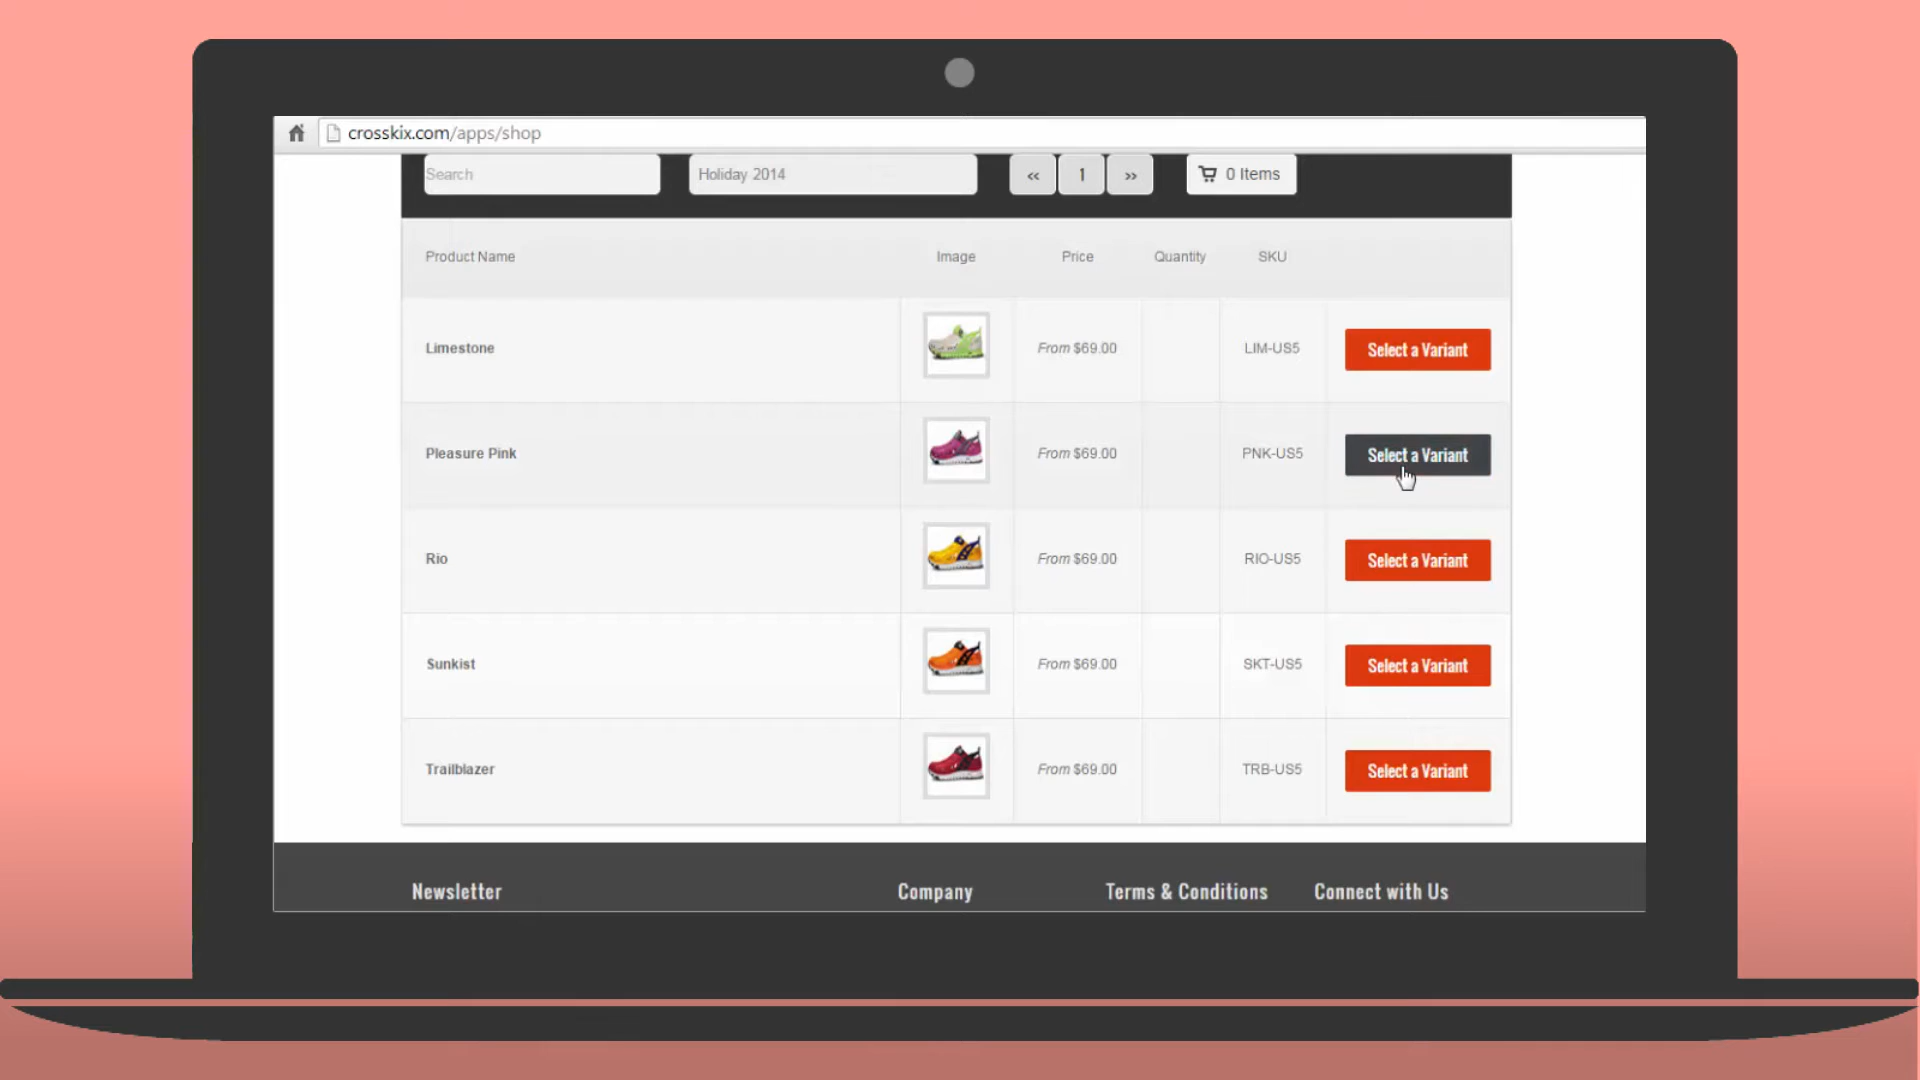 crosskix.com/apps/shop
Search Holiday 2014 « 1 » 0 Items
Product Name Image Price Quantity SKU
Limestone From $69.00 LIM-US5 Select a Variant
Pleasure Pink From $69.00 PNK-US5 Select a Variant
Rio From $69.00 RIO-US5 Select a Variant
Sunkist From $69.00 SKT-US5 Select a Variant
Trailblazer From $69.00 TRB-US5 Select a Variant
Newsletter Company Terms & Conditions Connect with Us